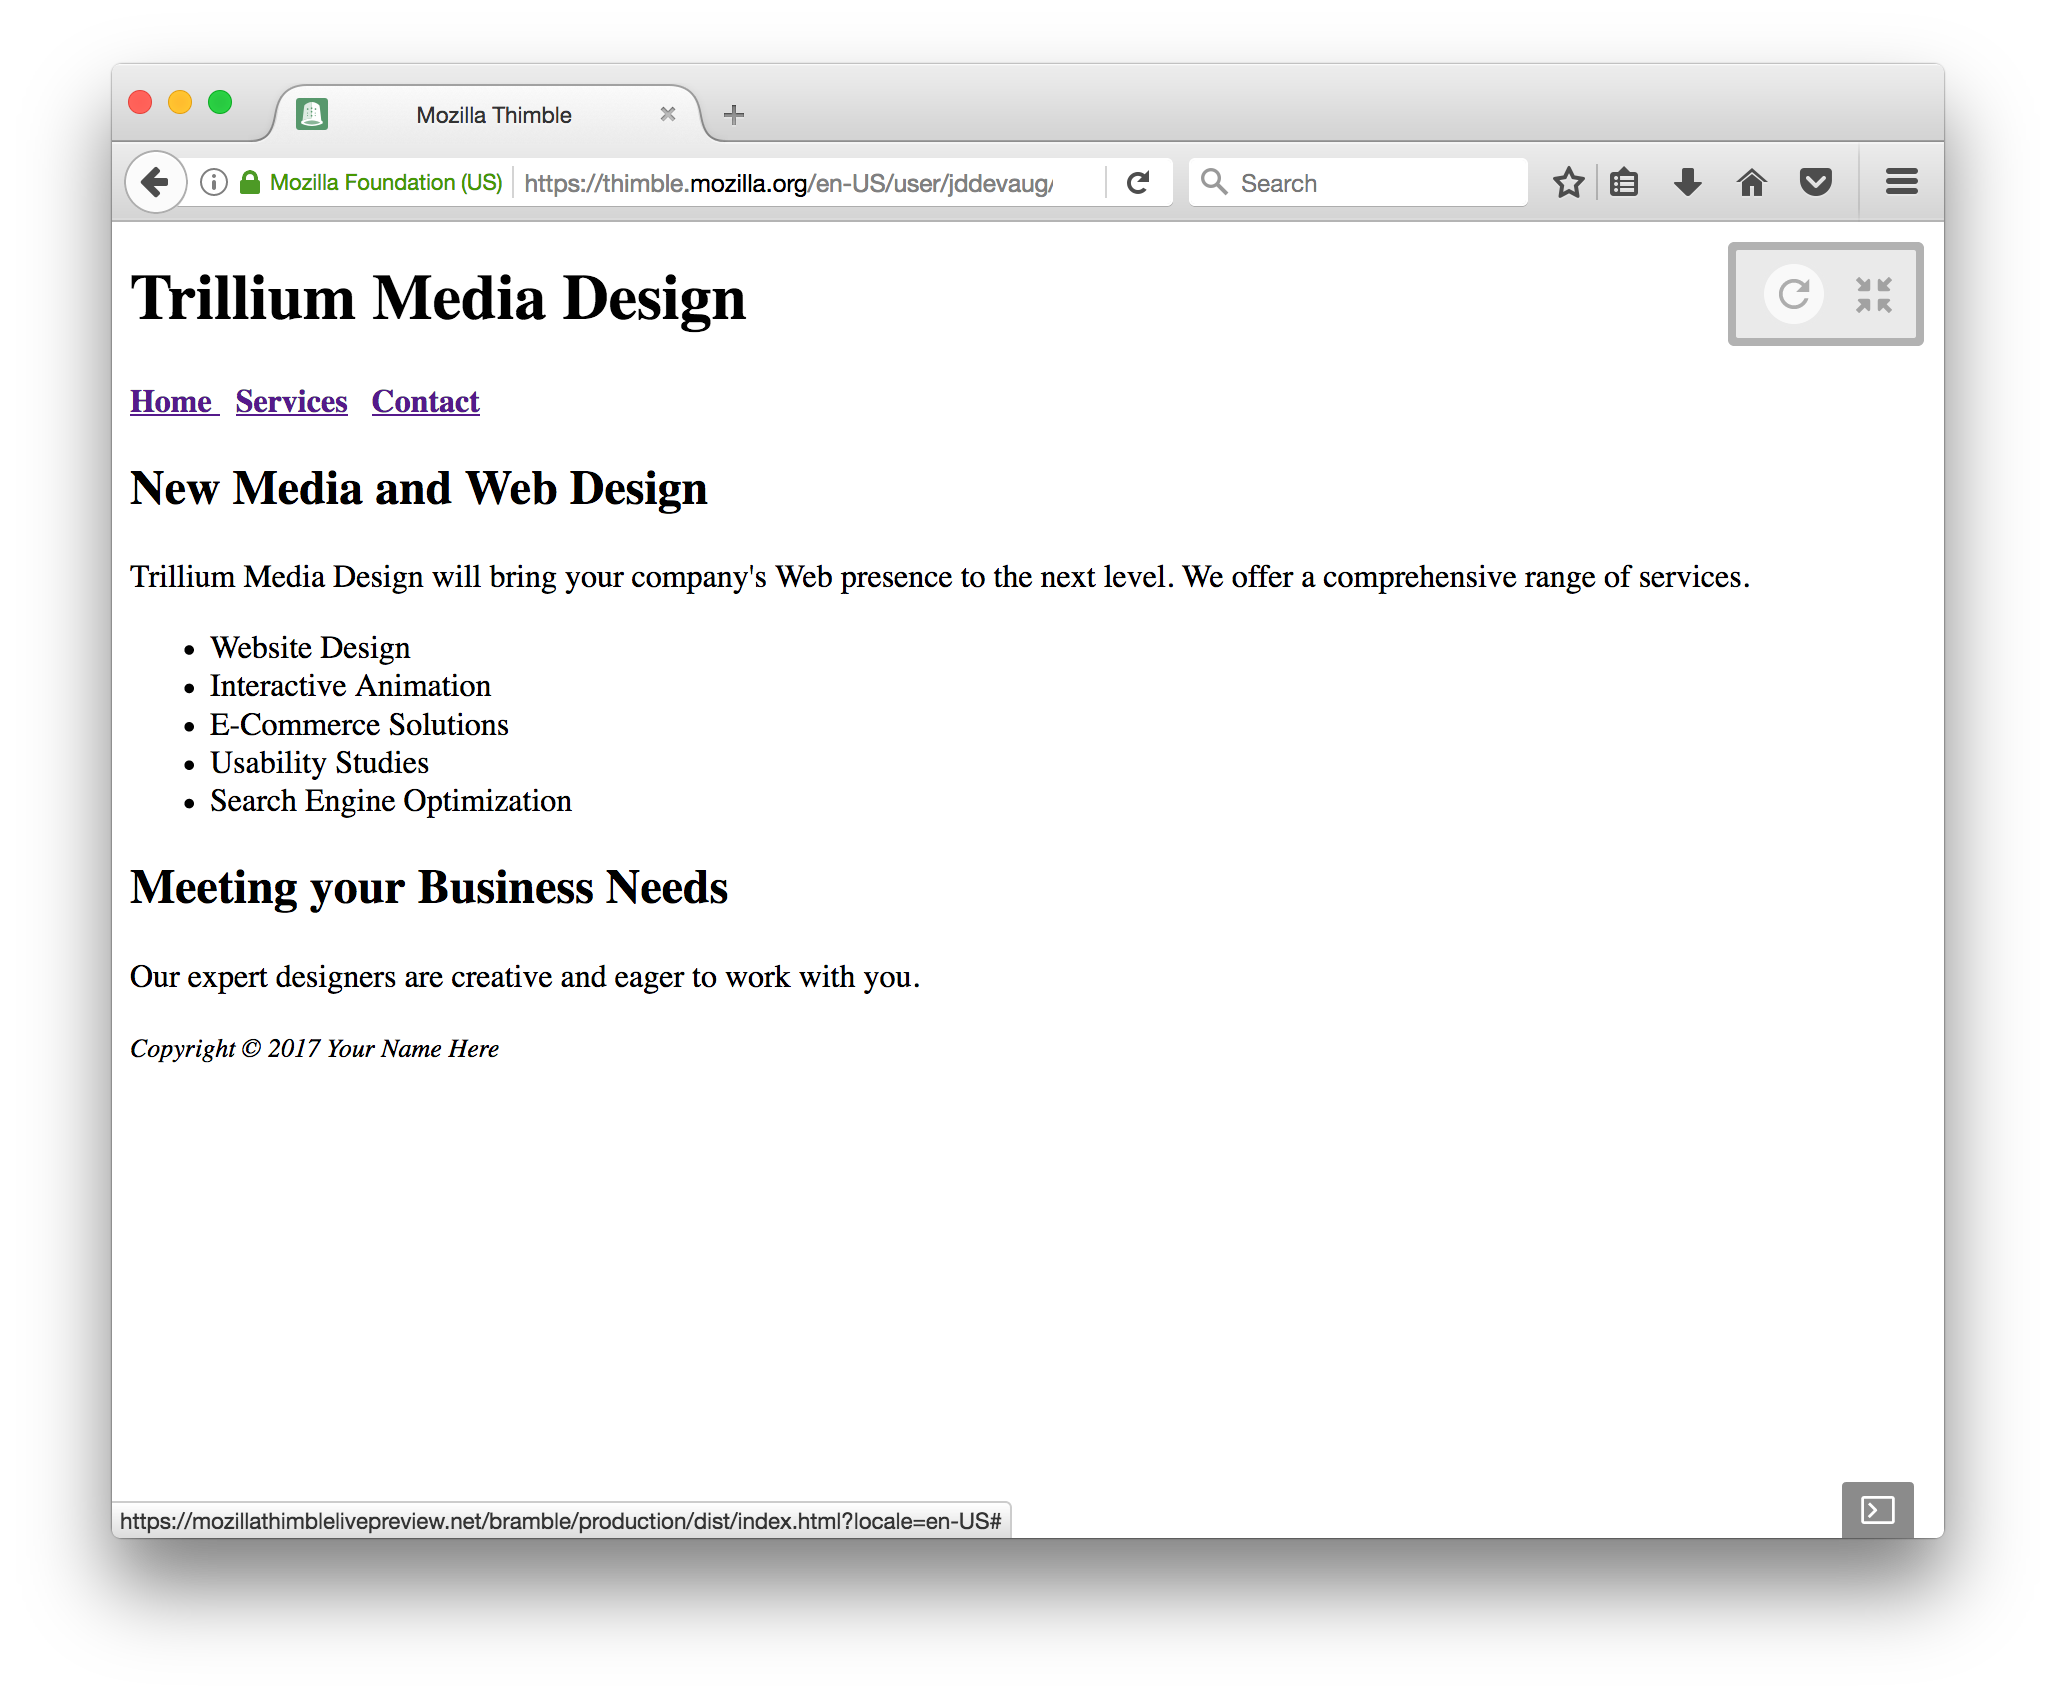 Mozilla Thimble
Mozilla Foundation (US) https://thimble.mozilla.org/en-US/user/jddevaug/ Search
Trillium Media Design
Home Services Contact
New Media and Web Design
Trillium Media Design will bring your company's Web presence to the next level. We offer a comprehensive range of services.
• Website Design
• Interactive Animation
• E-Commerce Solutions
• Usability Studies
• Search Engine Optimization
Meeting your Business Needs
Our expert designers are creative and eager to work with you.
Copyright © 2017 Your Name Here
https://mozillathimblelivepreview.net/bramble/production/dist/index.html?locale=en-US#